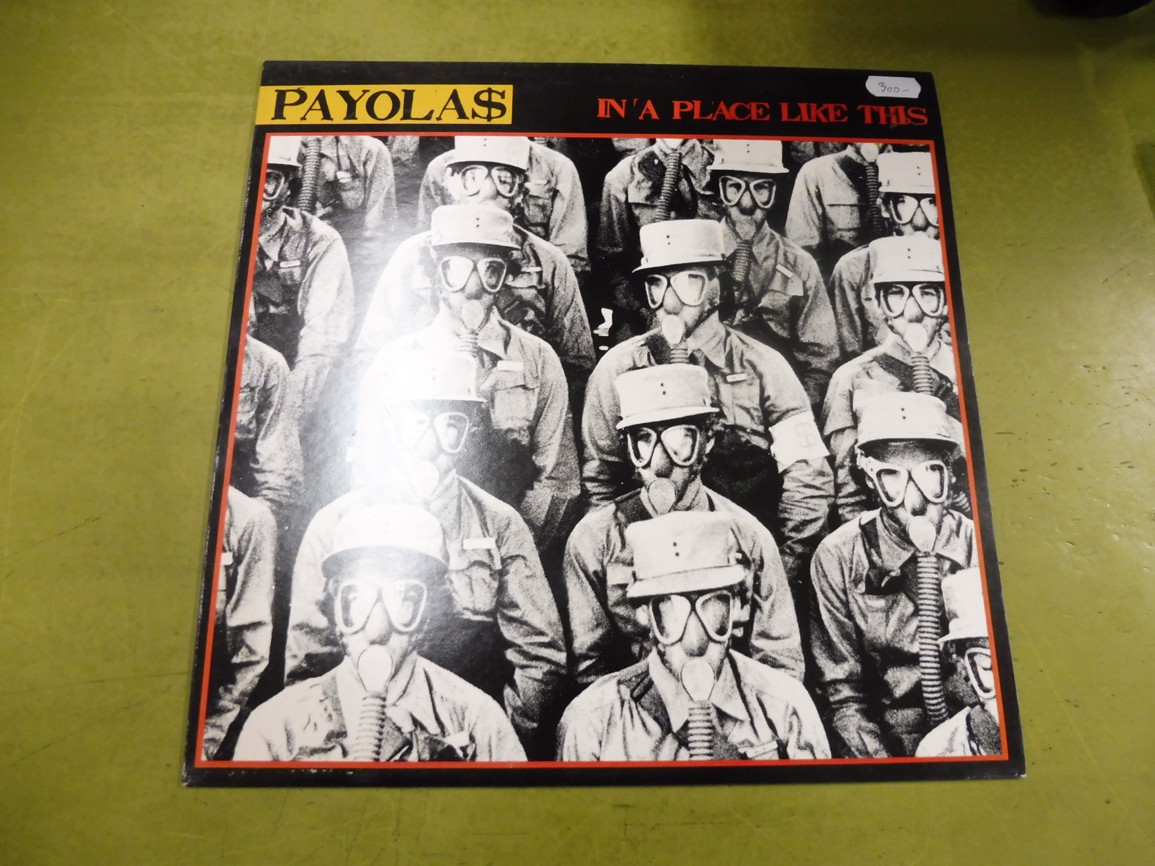 PAYOLA$
IN A PLACE LIKE THIS
300-
$